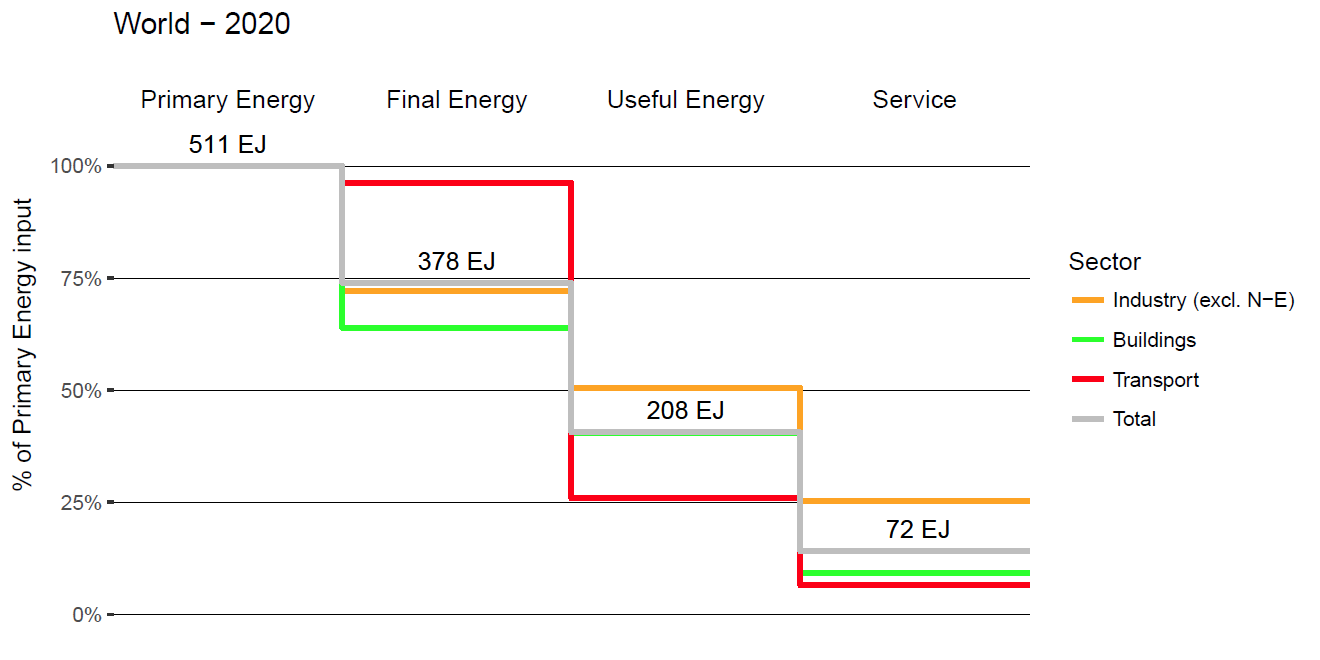 World − 2020
Primary Energy
Final Energy
Useful Energy
Service
511 EJ
378 EJ
208 EJ
72 EJ
100%
75%
50%
25%
0%
% of Primary Energy input
Sector
Industry (excl. N−E)
Buildings
Transport
Total